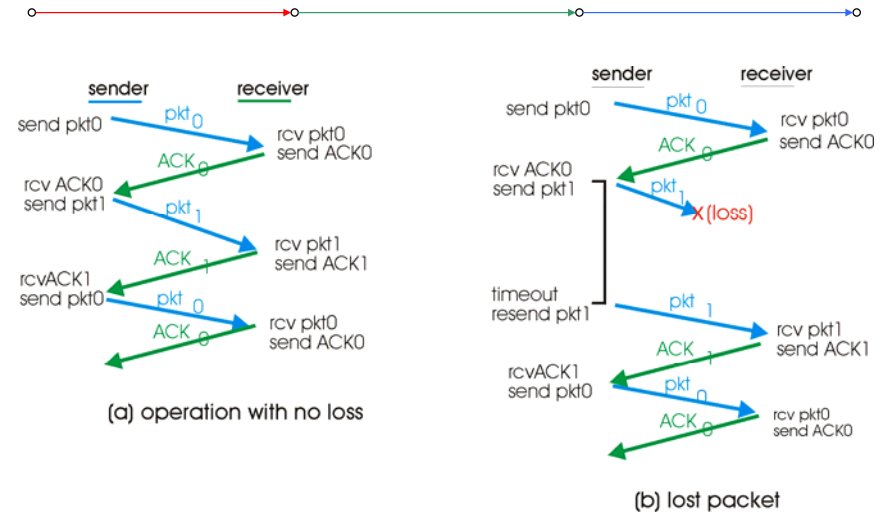 sender
receiver
send pkt0
pkt 0
rcv pkt0
send ACK0
ACK 0
rcv ACK0
send pkt1
pkt 1
rcv pkt1
send ACK1
ACK 1
rcvACK1
send pkt0
pkt 0
rcv pkt0
send ACK0
ACK 0
(a) operation with no loss
sender
receiver
send pkt0
pkt 0
rcv pkt0
send ACK0
ACK 0
rcv ACK0
send pkt1
pkt 1
X (loss)
timeout
resend pkt1
pkt 1
rcv pkt1
send ACK1
ACK 1
rcvACK1
send pkt0
pkt 0
rcv pkt0
send ACK0
ACK 0
(b) lost packet